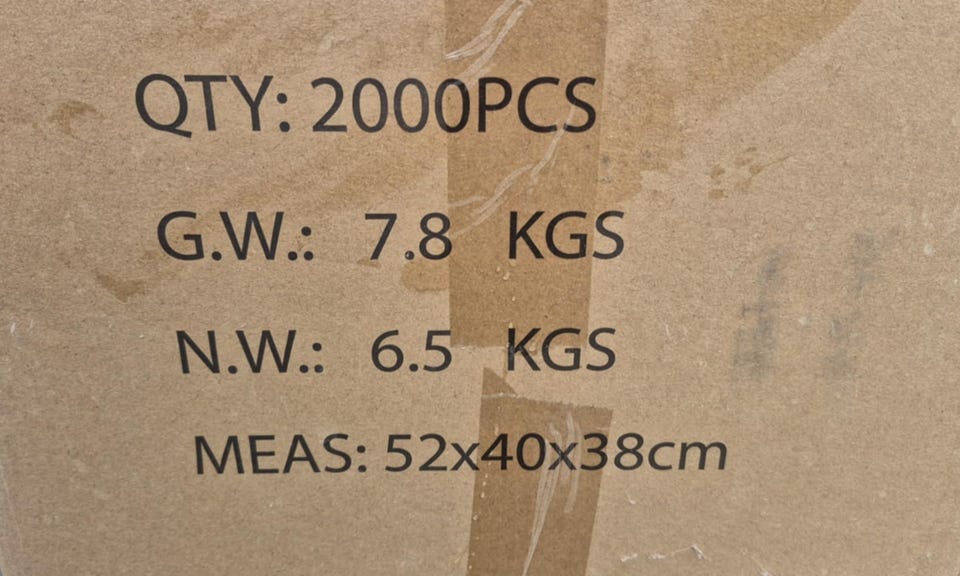 QTY: 2000PCS
G.W.: 7.8 KGS
N.W.: 6.5 KGS
MEAS: 52x40x38cm